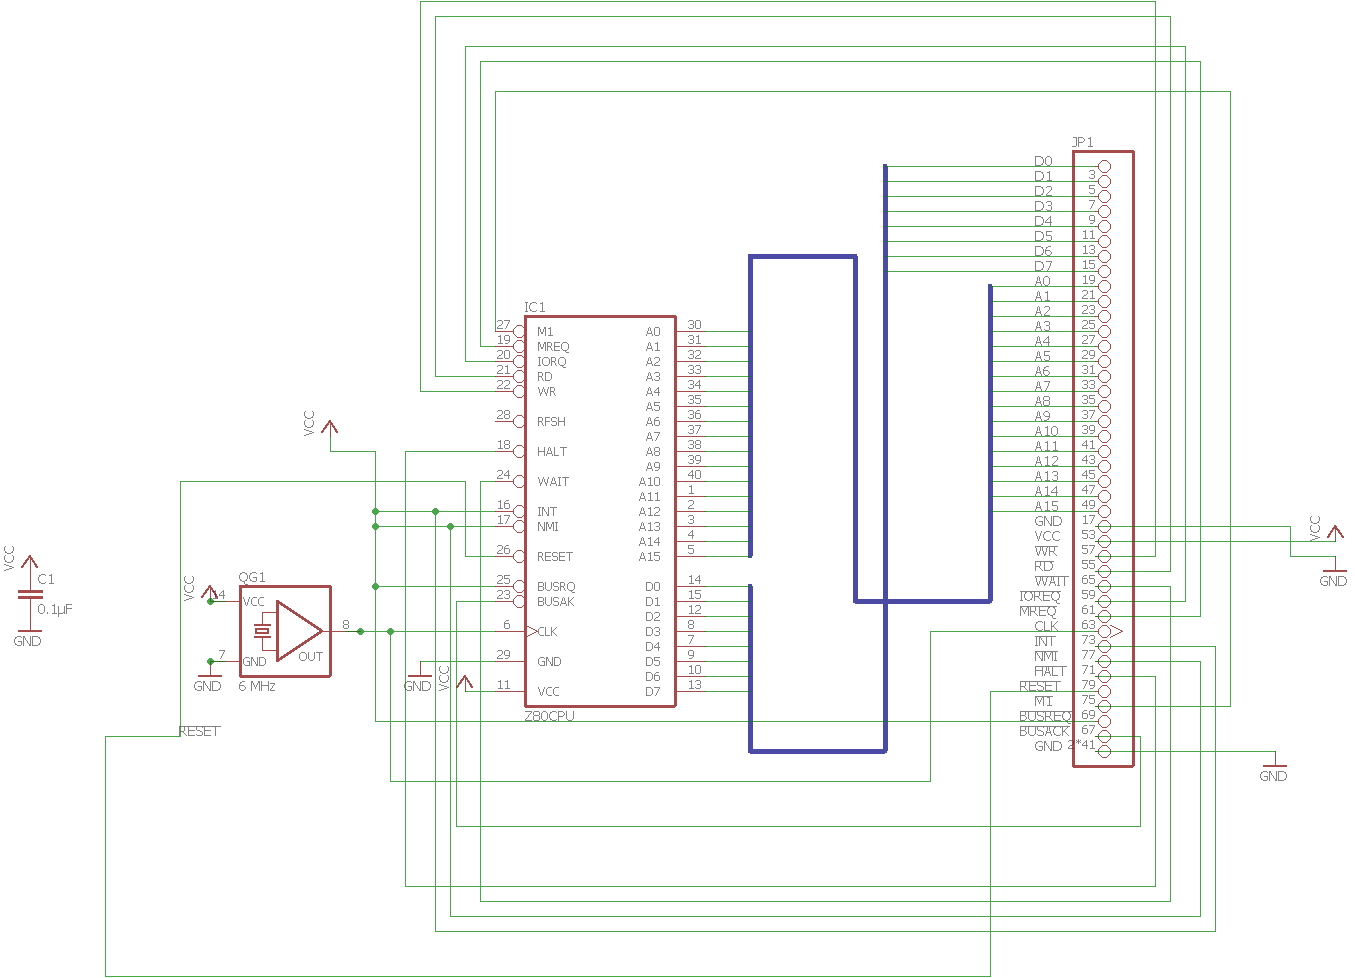 JP1
D0
D1 3
D2 5
D3 7
D4 9
D5 11
D6 13
D7 15
A0 19
A1 21
A2 23
A3 25
A4 27
A5 29
A6 31
A7 33
A8 35
A9 37
A10 39
A11 41
A12 43
A13 45
A14 47
A15 49
GND 17
VCC 53
WR 57
RD 55
WAIT 65
IOREQ 59
MREQ 61
CLK 63
INT 73
NMI 77
HALT 71
RESET 79
M1 75
BUSREQ 69
BUSACK 67
GND 2*41
VCC
GND
GND
IC1
27 M1 A0 30
19 MREQ A1 31
20 IORQ A2 32
21 RD A3 33
22 WR A4 34
A5 35
28 RFSH A6 36
A7 37
18 HALT A8 38
A9 39
24 WAIT A10 40
A11 1
16 INT A12 2
17 NMI A13 3
A14 4
26 RESET A15 5
25 BUSRQ D0 14
23 BUSAK D1 15
D2 12
6 CLK D3 8
D4 7
29 GND D5 9
D6 10
11 VCC D7 13
Z80CPU
VCC
GND
VCC
QG1
VCC
14 VCC
8
7 GND OUT
GND
6 MHz
RESET
VCC
C1
0.1µF
GND